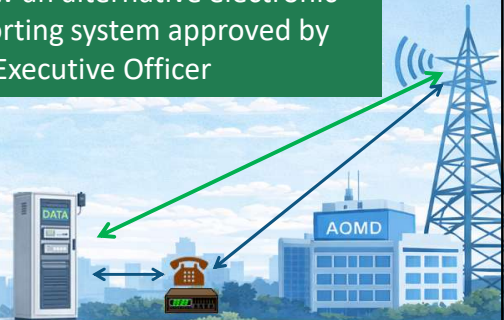 an alternative electronic
orting system approved by
Executive Officer
DATA
AOMD